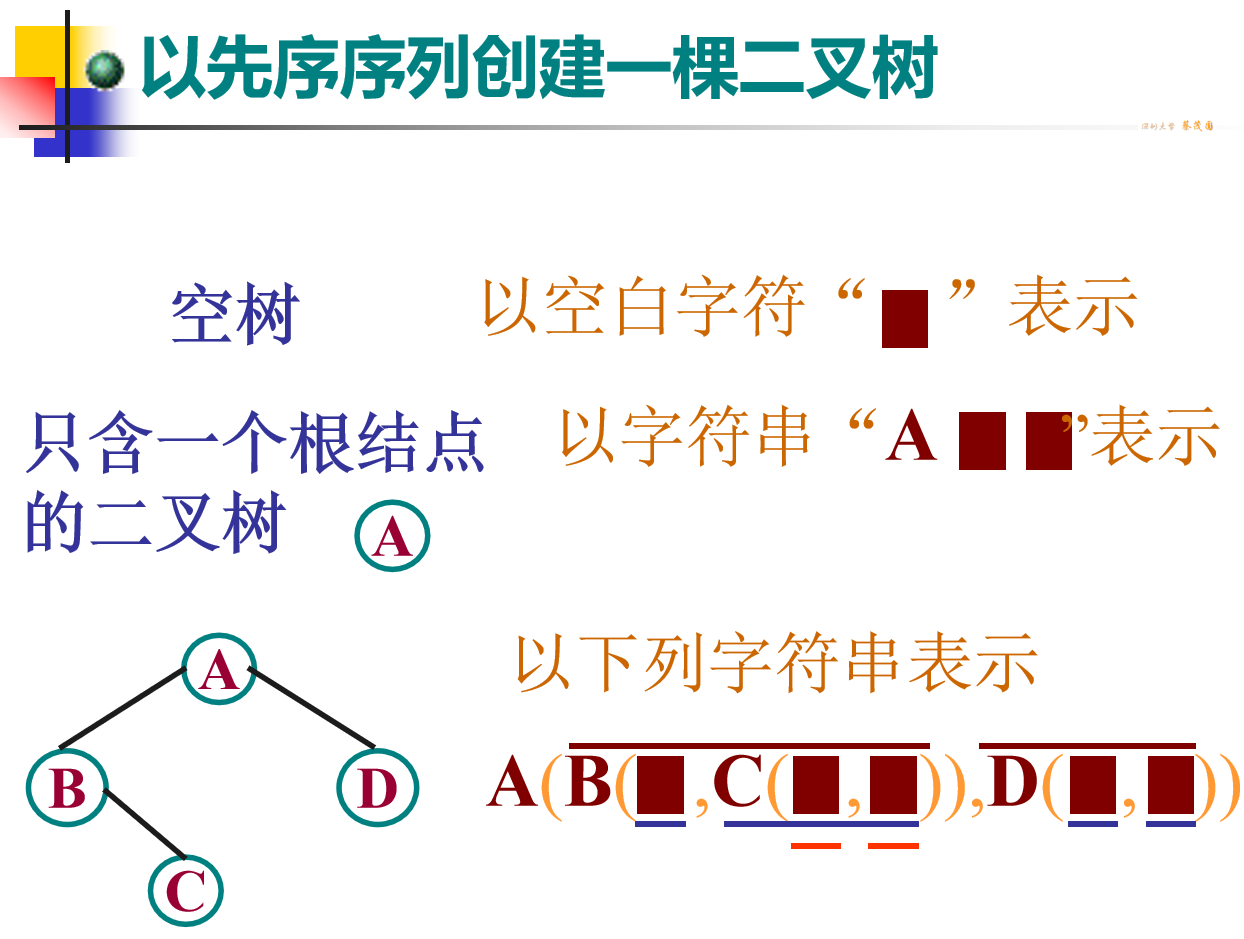 以先序序列创建一棵二叉树
深圳大学 蔡茂国
空树
以空白字符“■”表示
只含一个根结点
的二叉树
以字符串“A■■”表示
A
以下列字符串表示
A
B
D
A(B(■,C(■,■)),D(■,■))
C